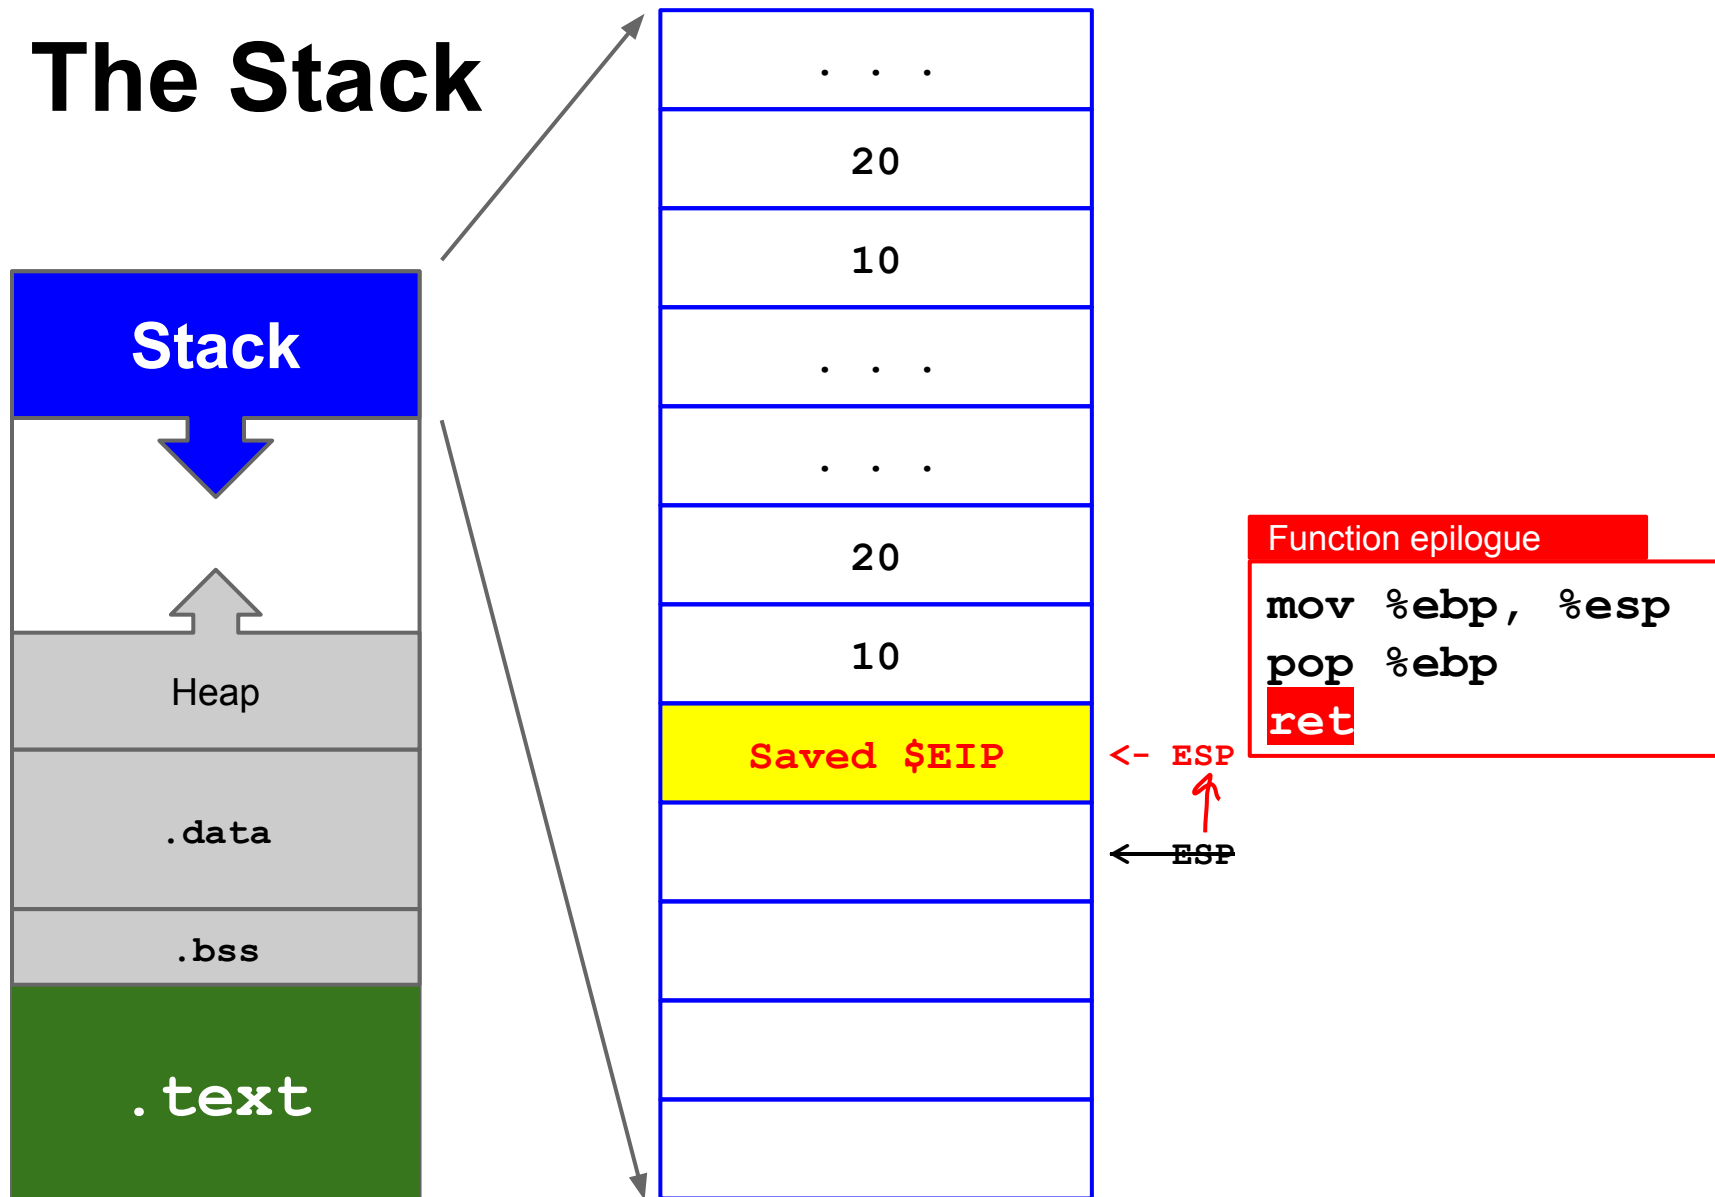 The Stack
Stack
Heap
.data
.bss
.text
. . .
20
10
. . .
. . .
20
10
Saved $EIP
<- ESP
<- ESP
Function epilogue
mov %ebp, %esp
pop %ebp
ret